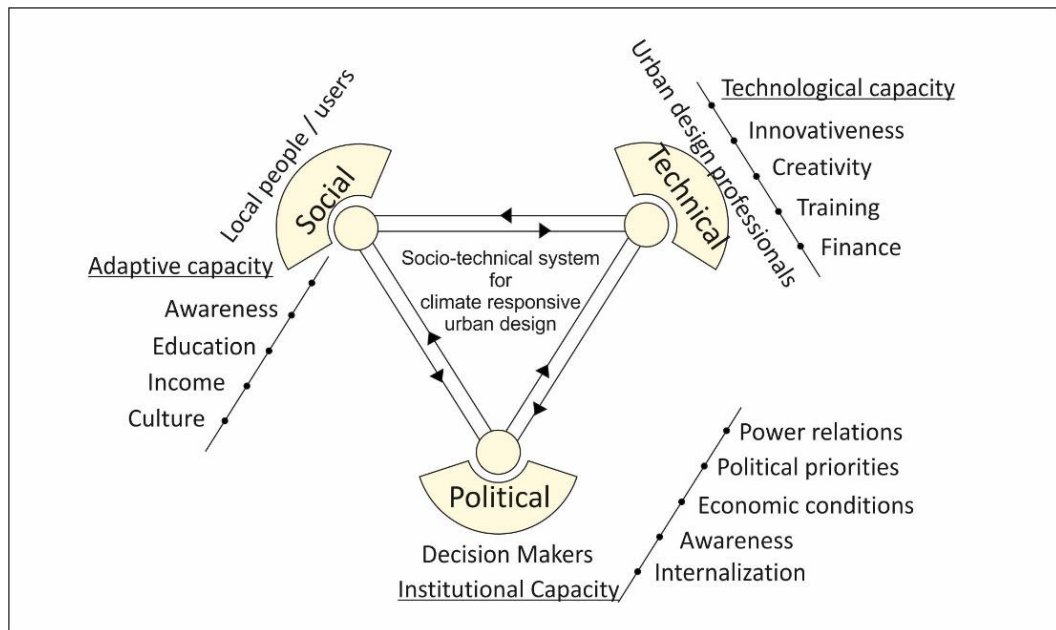 Local people / users
Social
Adaptive capacity
Awareness
Education
Income
Culture
Urban design professionals
Technical
Technological capacity
Innovativeness
Creativity
Training
Finance
Socio-technical system
for
climate responsive
urban design
Political
Decision Makers
Institutional Capacity
Power relations
Political priorities
Economic conditions
Awareness
Internalization